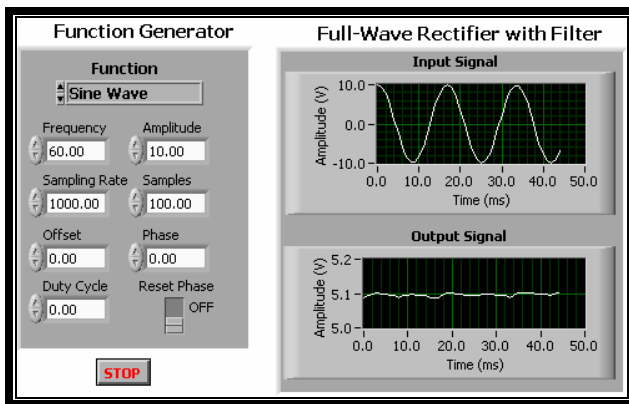 Function Generator
Function
Sine Wave
Frequency Amplitude
60.00 10.00
Sampling Rate Samples
1000.00 100.00
Offset Phase
0.00 0.00
Duty Cycle Reset Phase
0.00 OFF
STOP
Full-Wave Rectifier with Filter
Input Signal
Amplitude (V)
10.0
0.0
-10.0
0.0 10.0 20.0 30.0 40.0 50.0
Time (ms)
Output Signal
Amplitude (V)
5.2
5.1
5.0
0.0 10.0 20.0 30.0 40.0 50.0
Time (ms)